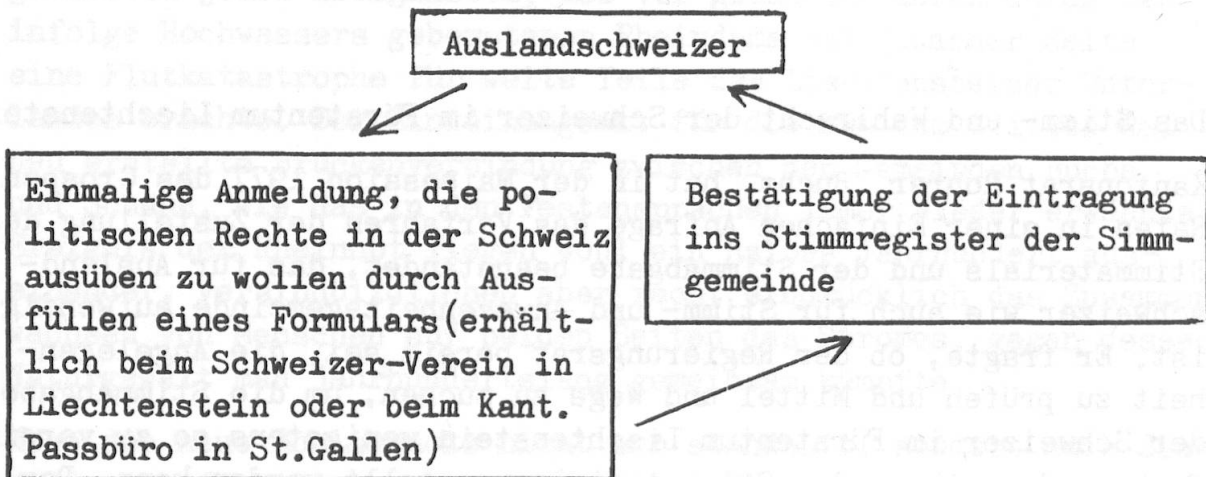 Auslandschweizer
Einmalige Anmeldung, die po
litischen Rechte in der Schweiz
ausüben zu wollen durch Aus-
füllen eines Formulars(erhält-
lich beim Schweizer-Verein in
Liechtenstein oder beim Kant.
Passbüro in St.Gallen)
Bestätigung der Eintragung
ins Stimmregister der Simm-
gemeinde